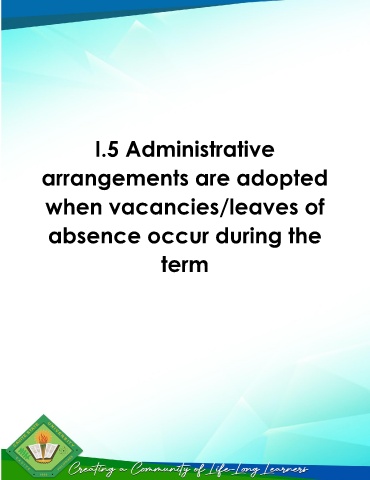 I.5 Administrative
arrangements are adopted
when vacancies/leaves of
absence occur during the
term
Creating a Community of Life-Long Learners